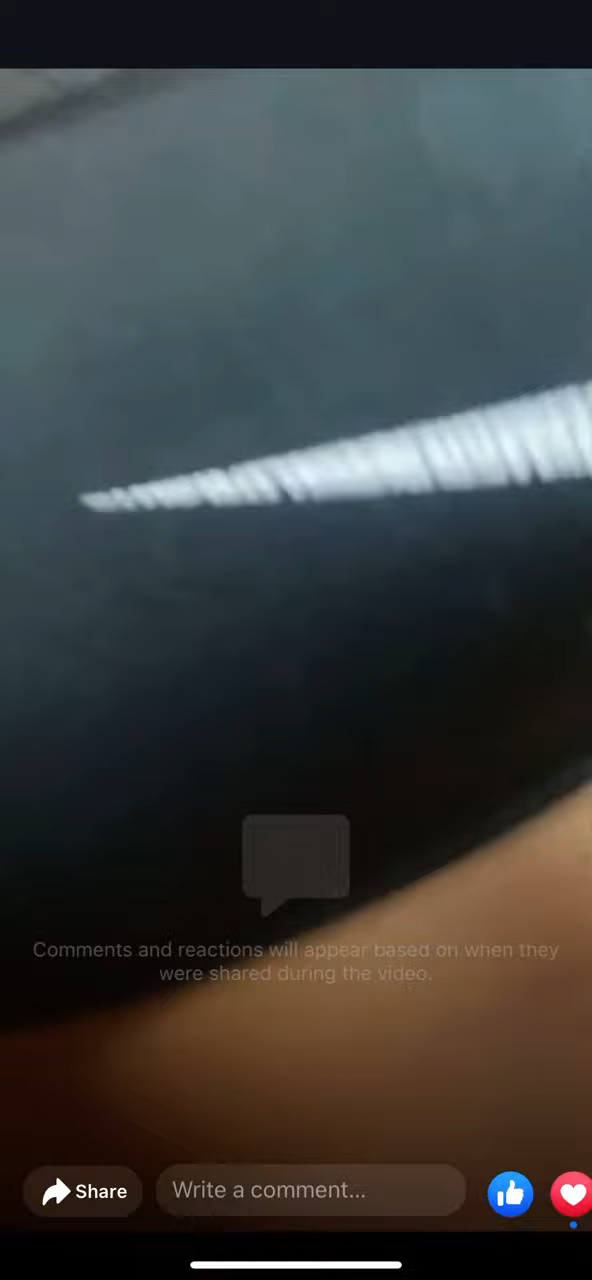 Comments and reactions will appear based on when they
were shared during the video.
Share
Write a comment...